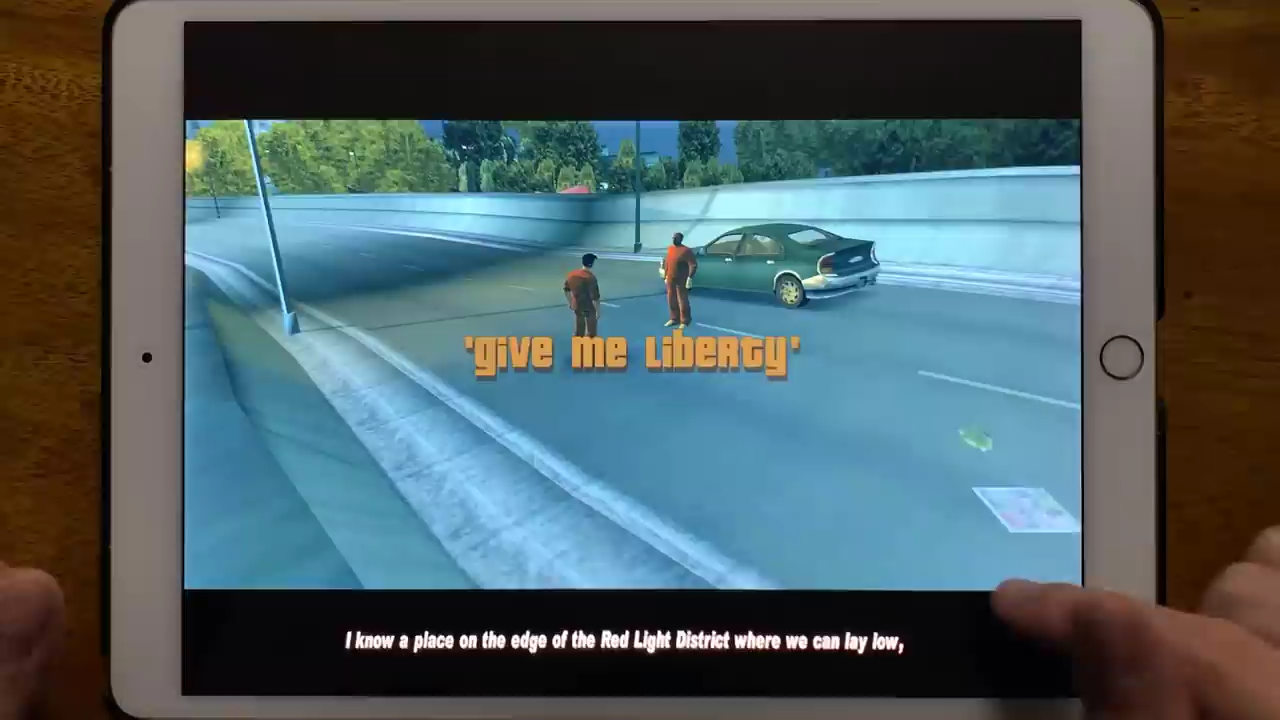 'give me liberty'
I know a place on the edge of the Red Light District where we can lay low,